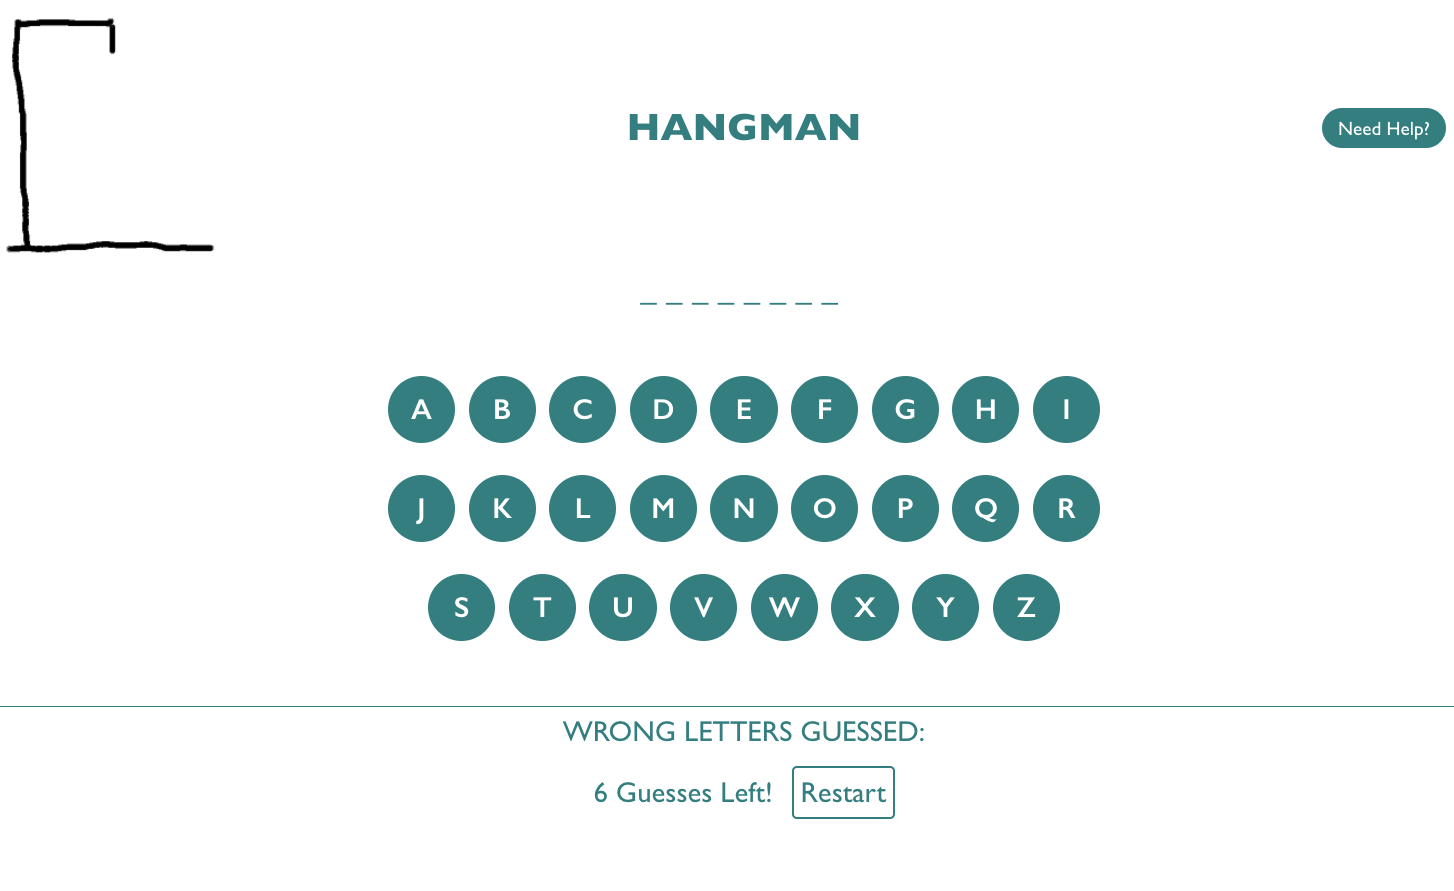 HANGMAN
Need Help?
_ _ _ _ _ _ _ _
A B C D E F G H I
J K L M N O P Q R
S T U V W X Y Z
WRONG LETTERS GUESSED:
6 Guesses Left! Restart